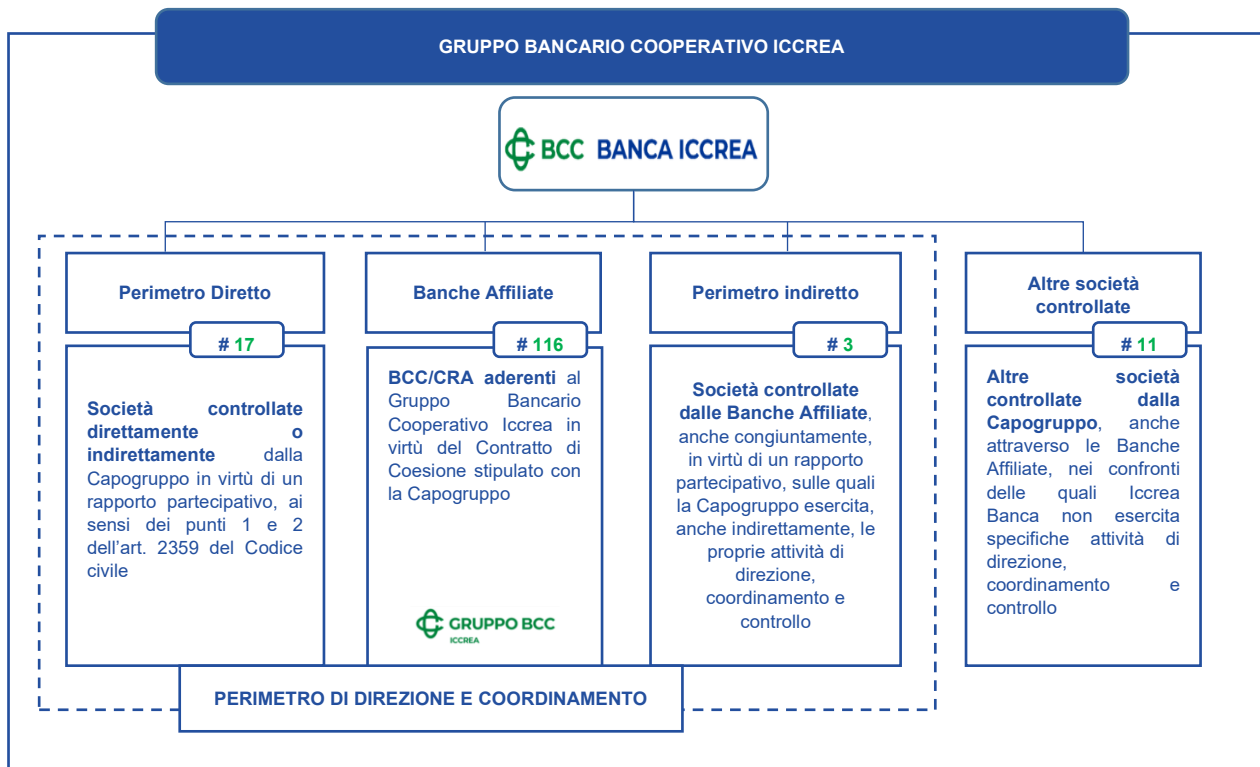 GRUPPO BANCARIO COOPERATIVO ICCREA
BCC BANCA ICCREA
Perimetro Diretto
# 17
Società controllate
direttamente o
indirettamente dalla
Capogruppo in virtù di un
rapporto partecipativo, ai
sensi dei punti 1 e 2
dell'art. 2359 del Codice
civile
Banche Affiliate
# 116
BCC/CRA aderenti al
Gruppo Bancario
Cooperativo Iccrea in
virtù del Contratto di
Coesione stipulato con
la Capogruppo
GRUPPO BCC
ICCREA
Perimetro indiretto
# 3
Società controllate
dalle Banche Affiliate,
anche congiuntamente,
in virtù di un rapporto
partecipativo, sulle quali
la Capogruppo esercita,
anche indirettamente, le
proprie attività di
direzione,
coordinamento e
controllo
Altre società
controllate
# 11
Altre società
controllate dalla
Capogruppo, anche
attraverso le Banche
Affiliate, nei confronti
delle quali Iccrea
Banca non esercita
specifiche attività di
direzione,
coordinamento e
controllo
PERIMETRO DI DIREZIONE E COORDINAMENTO